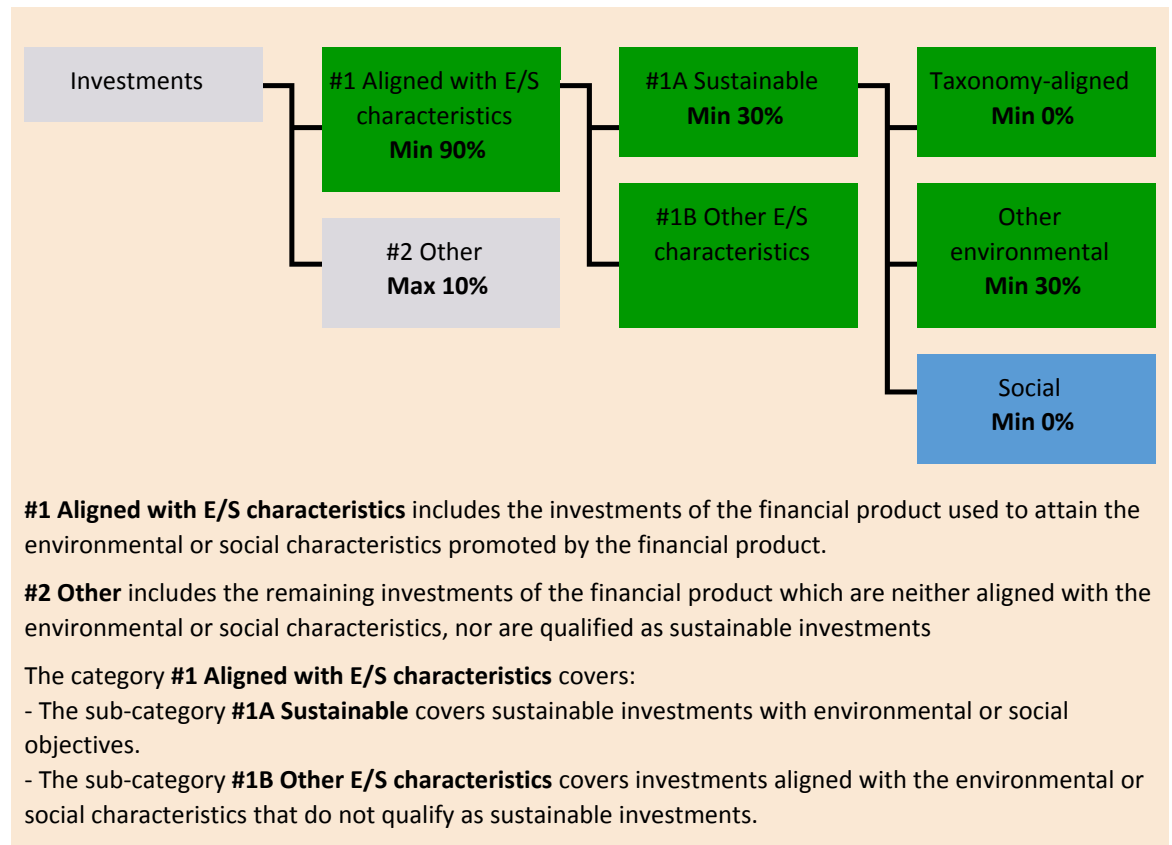 Investments
#1 Aligned with E/S
characteristics
Min 90%
#2 Other
Max 10%
#1A Sustainable
Min 30%
#1B Other E/S
characteristics
Taxonomy-aligned
Min 0%
Other
environmental
Min 30%
Social
Min 0%
#1 Aligned with E/S characteristics includes the investments of the financial product used to attain the
environmental or social characteristics promoted by the financial product.
#2 Other includes the remaining investments of the financial product which are neither aligned with the
environmental or social characteristics, nor are qualified as sustainable investments
The category #1 Aligned with E/S characteristics covers:
- The sub-category #1A Sustainable covers sustainable investments with environmental or social
objectives.
- The sub-category #1B Other E/S characteristics covers investments aligned with the environmental or
social characteristics that do not qualify as sustainable investments.